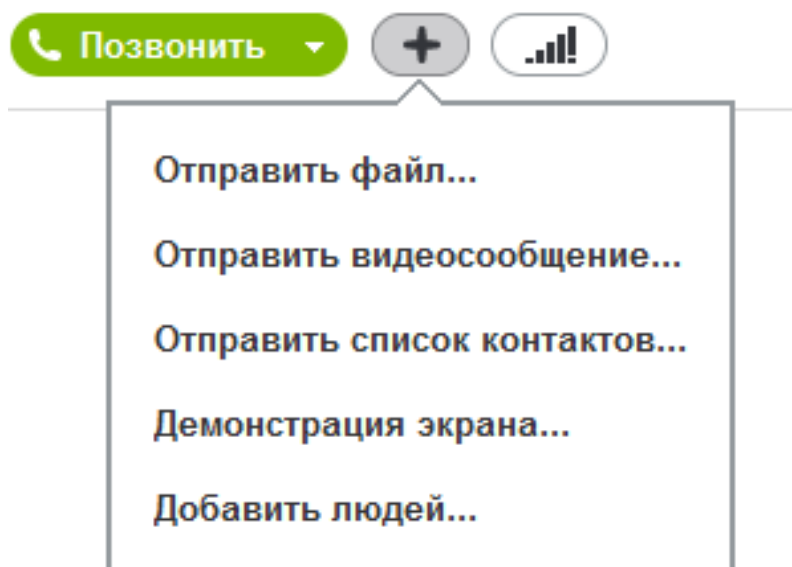 Позвонить
Отправить файл...
Отправить видеосообщение...
Отправить список контактов...
Демонстрация экрана...
Добавить людей...